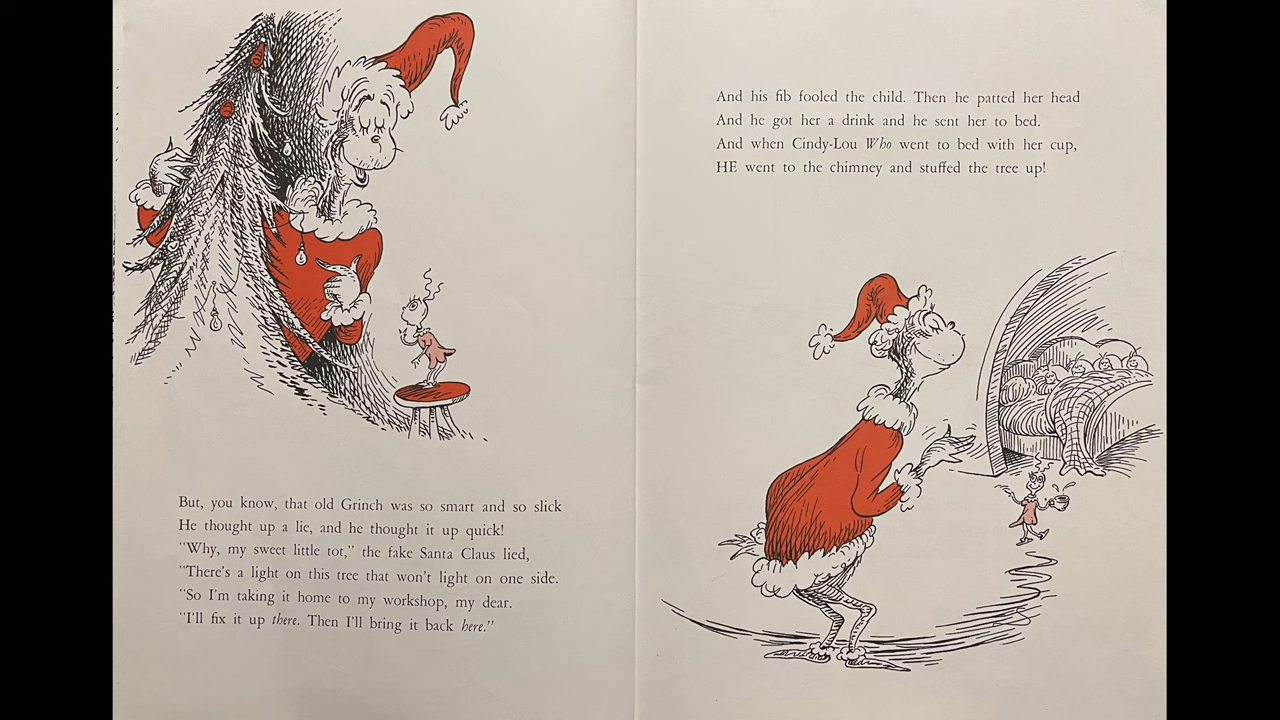 But, you know, that old Grinch was so smart and so slick
He thought up a lie, and he thought it up quick!
"Why, my sweet little tot," the fake Santa Claus lied,
"There's a light on this tree that won't light on one side.
"So I'm taking it home to my workshop, my dear.
"I'll fix it up there. Then I'll bring it back here."
And his fib fooled the child. Then he patted her head
And he got her a drink and he sent her to bed.
And when Cindy-Lou Who went to bed with her cup,
HE went to the chimney and stuffed the tree up!